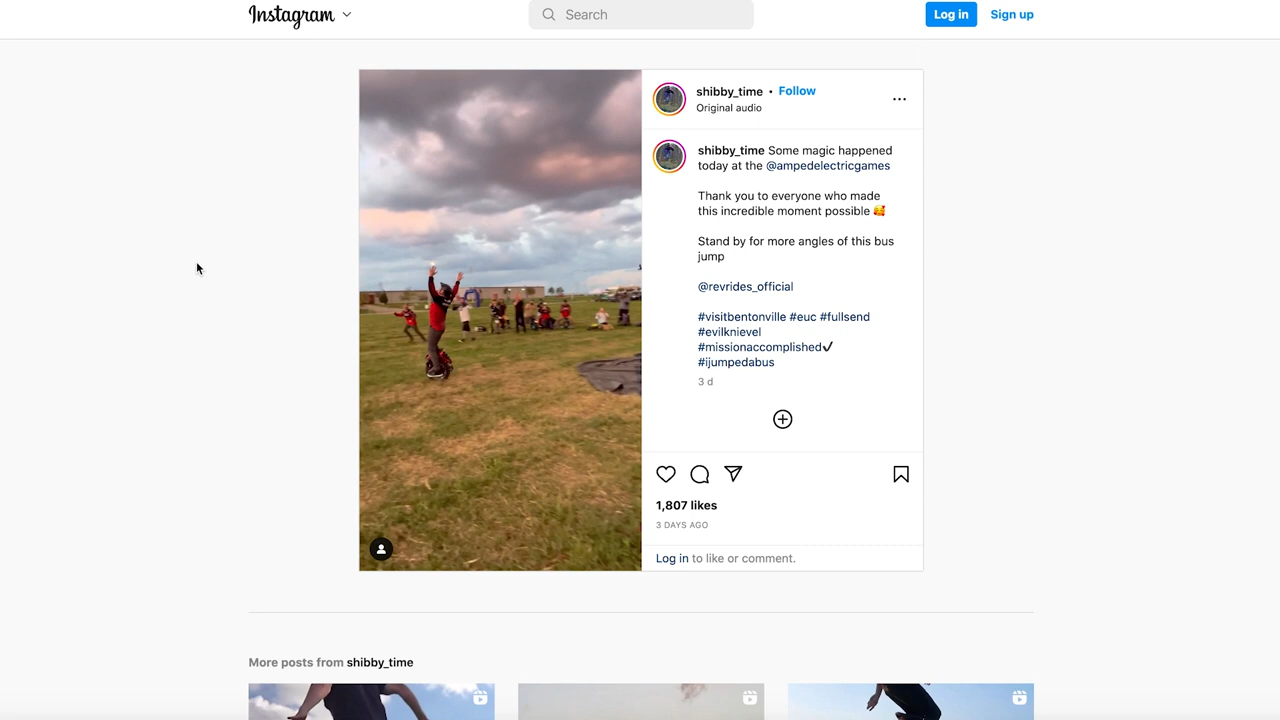 Instagram
Search
Log in
Sign up
shibby_time • Follow
Original audio
shibby_time Some magic happened
today at the @ampedelectricgames
Thank you to everyone who made
this incredible moment possible 🥰
Stand by for more angles of this bus
jump
@revrides_official
#visitbentonville #euc #fullsend
#evilknievel
#missionaccomplished✔
#ijumpedabus
3 d
1,807 likes
3 DAYS AGO
Log in to like or comment.
More posts from shibby_time